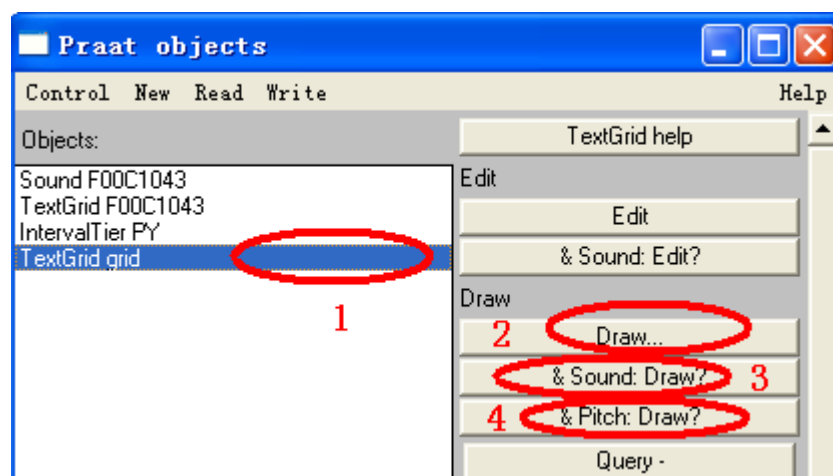 Praat objects
Control New Read Write Help
Objects:
TextGrid help
Sound F00C1043
TextGrid F00C1043
IntervalTier PY
TextGrid grid
1
Edit
Edit
& Sound: Edit?
Draw
2 Draw...
& Sound: Draw? 3
4 & Pitch: Draw?
Query -